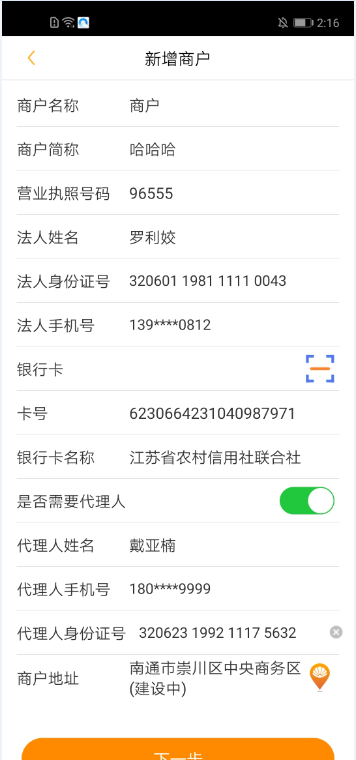 2:16
新增商户
商户名称 商户
商户简称 哈哈哈
营业执照号码 96555
法人姓名 罗利姣
法人身份证号 320601 1981 1111 0043
法人手机号 139****0812
银行卡
卡号 6230664231040987971
银行卡名称 江苏省农村信用社联合社
是否需要代理人
代理人姓名 戴亚楠
代理人手机号 180****9999
代理人身份证号 320623 1992 1117 5632
商户地址 南通市崇川区中央商务区
(建设中)
下一步